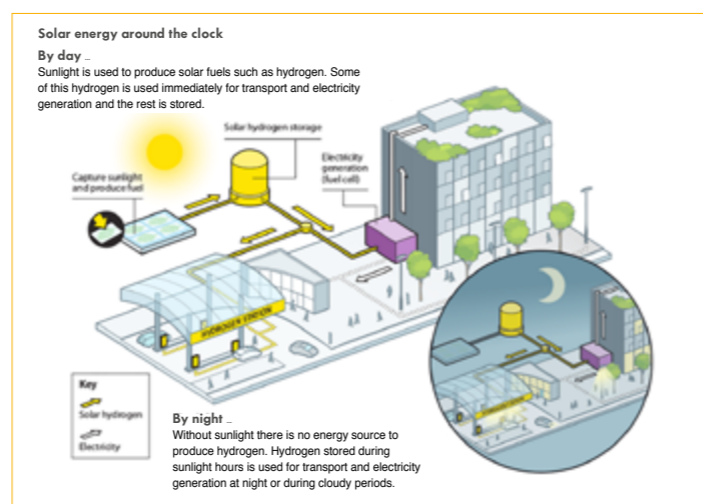 Solar energy around the clock
By day ...
Sunlight is used to produce solar fuels such as hydrogen. Some
of this hydrogen is used immediately for transport and electricity
generation and the rest is stored.
Solar hydrogen storage
Electricity
generation
(fuel cell)
Capture sunlight
and produce fuel
HYDROGEN STATION
Key
Solar hydrogen
Electricity
By night ...
Without sunlight there is no energy source to
produce hydrogen. Hydrogen stored during
sunlight hours is used for transport and electricity
generation at night or during cloudy periods.
HYDROGEN STATION